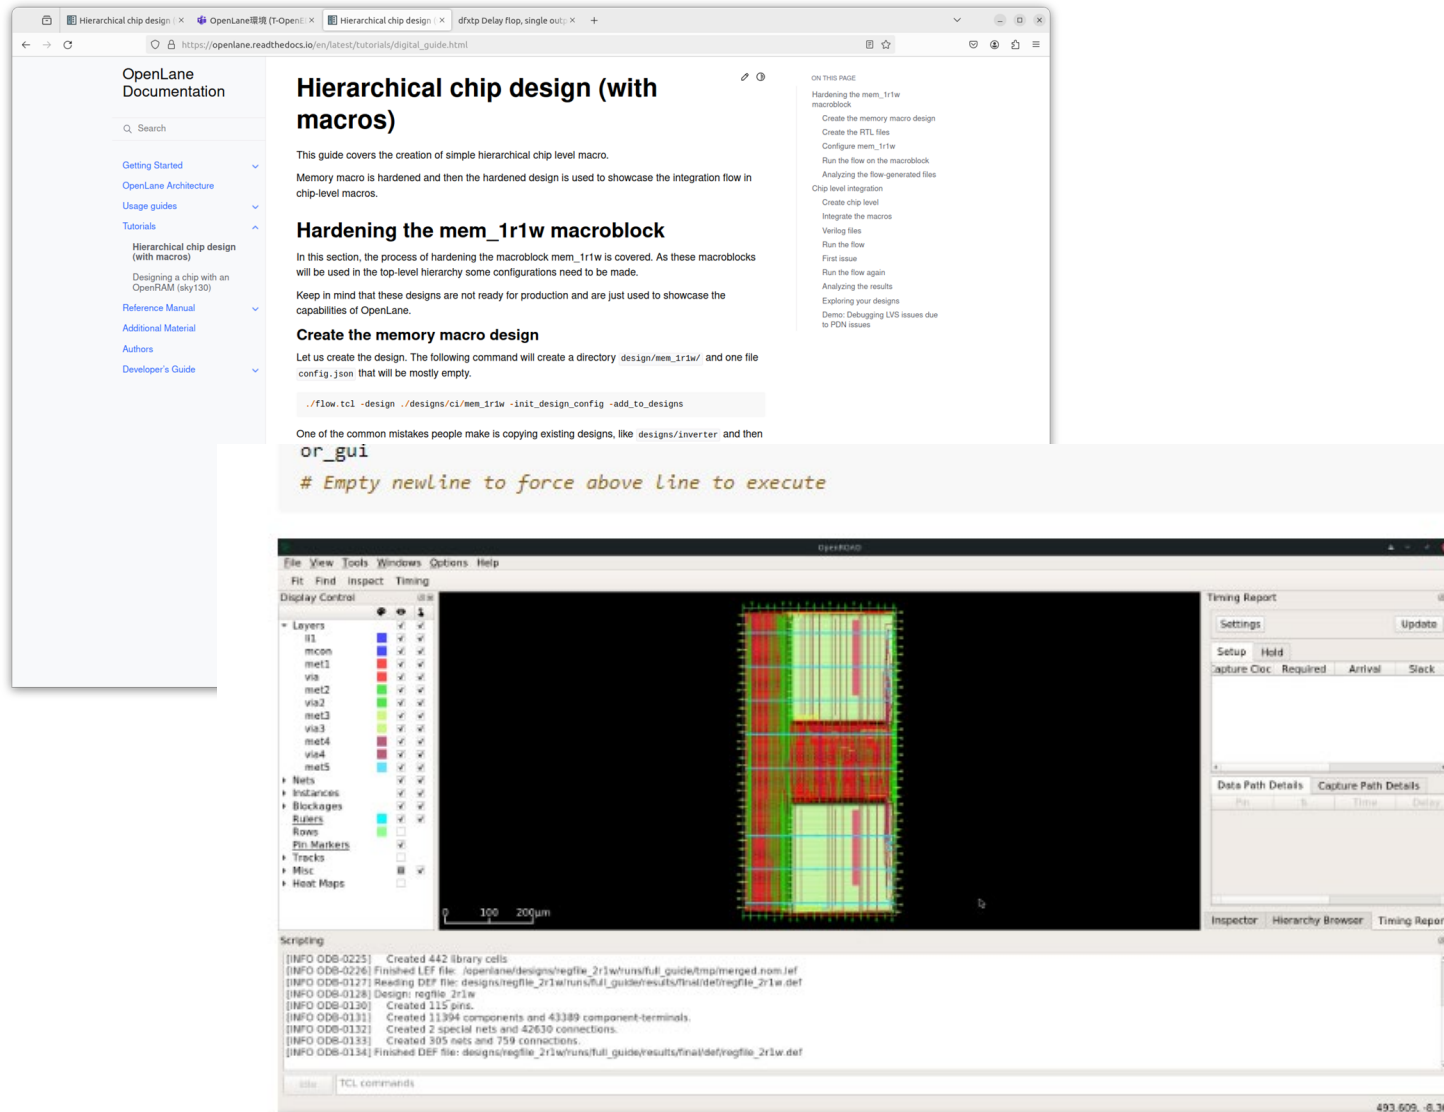 Hierarchical chip design
OpenLane環境 (T-OpenE
Hierarchical chip design
dfxtp Delay flop, single outp
https://openlane.readthedocs.io/en/latest/tutorials/digital_guide.html
OpenLane
Documentation
Search
Getting Started
OpenLane Architecture
Usage guides
Tutorials
Hierarchical chip design
(with macros)
Designing a chip with an
OpenRAM (sky130)
Reference Manual
Additional Material
Authors
Developer's Guide
Hierarchical chip design (with
macros)
This guide covers the creation of simple hierarchical chip level macro.
Memory macro is hardened and then the hardened design is used to showcase the integration flow in
chip-level macros.
Hardening the mem_1r1w macroblock
In this section, the process of hardening the macroblock mem_1r1w is covered. As these macroblocks
will be used in the top-level hierarchy some configurations need to be made.
Keep in mind that these designs are not ready for production and are just used to showcase the
capabilities of OpenLane.
Create the memory macro design
Let us create the design. The following command will create a directory design/mem_1r1w/ and one file
config.json that will be mostly empty.
./flow.tcl -design ./designs/ci/mem_1r1w -init_design_config -add_to_designs
One of the common mistakes people make is copying existing designs, like designs/inverter and then
ON THIS PAGE
Hardening the mem_1r1w
macroblock
Create the memory macro design
Create the RTL files
Configure mem_1r1w
Run the flow on the macroblock
Analyzing the flow-generated files
Chip level integration
Create chip level
Integrate the macros
Verilog files
Run the flow
First issue
Run the flow again
Analyzing the results
Exploring your designs
Demo: Debugging LVS issues due
to PDN issues
or_gui
# Empty newline to force above line to execute
OpenROAD
File View Tools Windows Options Help
Fit Find Inspect Timing
Display Control
Layers
li1
mcon
met1
via
met2
via2
met3
via3
met4
via4
met5
Nets
Instances
Blockages
Rulers
Rows
Pin Markers
Tracks
Misc
Heat Maps
0 100 200μm
Timing Report
Settings Update
Setup Hold
Capture Cloc Required Arrival Slack
Data Path Details Capture Path Details
Pin Time Delay
Inspector Hierarchy Browser Timing Repor
Scripting
[INFO ODB-0225] Created 442 library cells
[INFO ODB-0226] Finished LEF file: /openlane/designs/regfile_2r1w/runs/full_guide/tmp/merged.nom.lef
[INFO ODB-0127] Reading DEF file: designs/regfile_2r1w/runs/full_guide/results/final/def/regfile_2r1w.def
[INFO ODB-0128] Design: regfile_2r1w
[INFO ODB-0130] Created 115 pins.
[INFO ODB-0131] Created 11394 components and 43389 component-terminals.
[INFO ODB-0132] Created 2 special nets and 42630 connections.
[INFO ODB-0133] Created 305 nets and 759 connections.
[INFO ODB-0134] Finished DEF file: designs/regfile_2r1w/runs/full_guide/results/final/def/regfile_2r1w.def
Idle TCL commands
493.609, -8.3